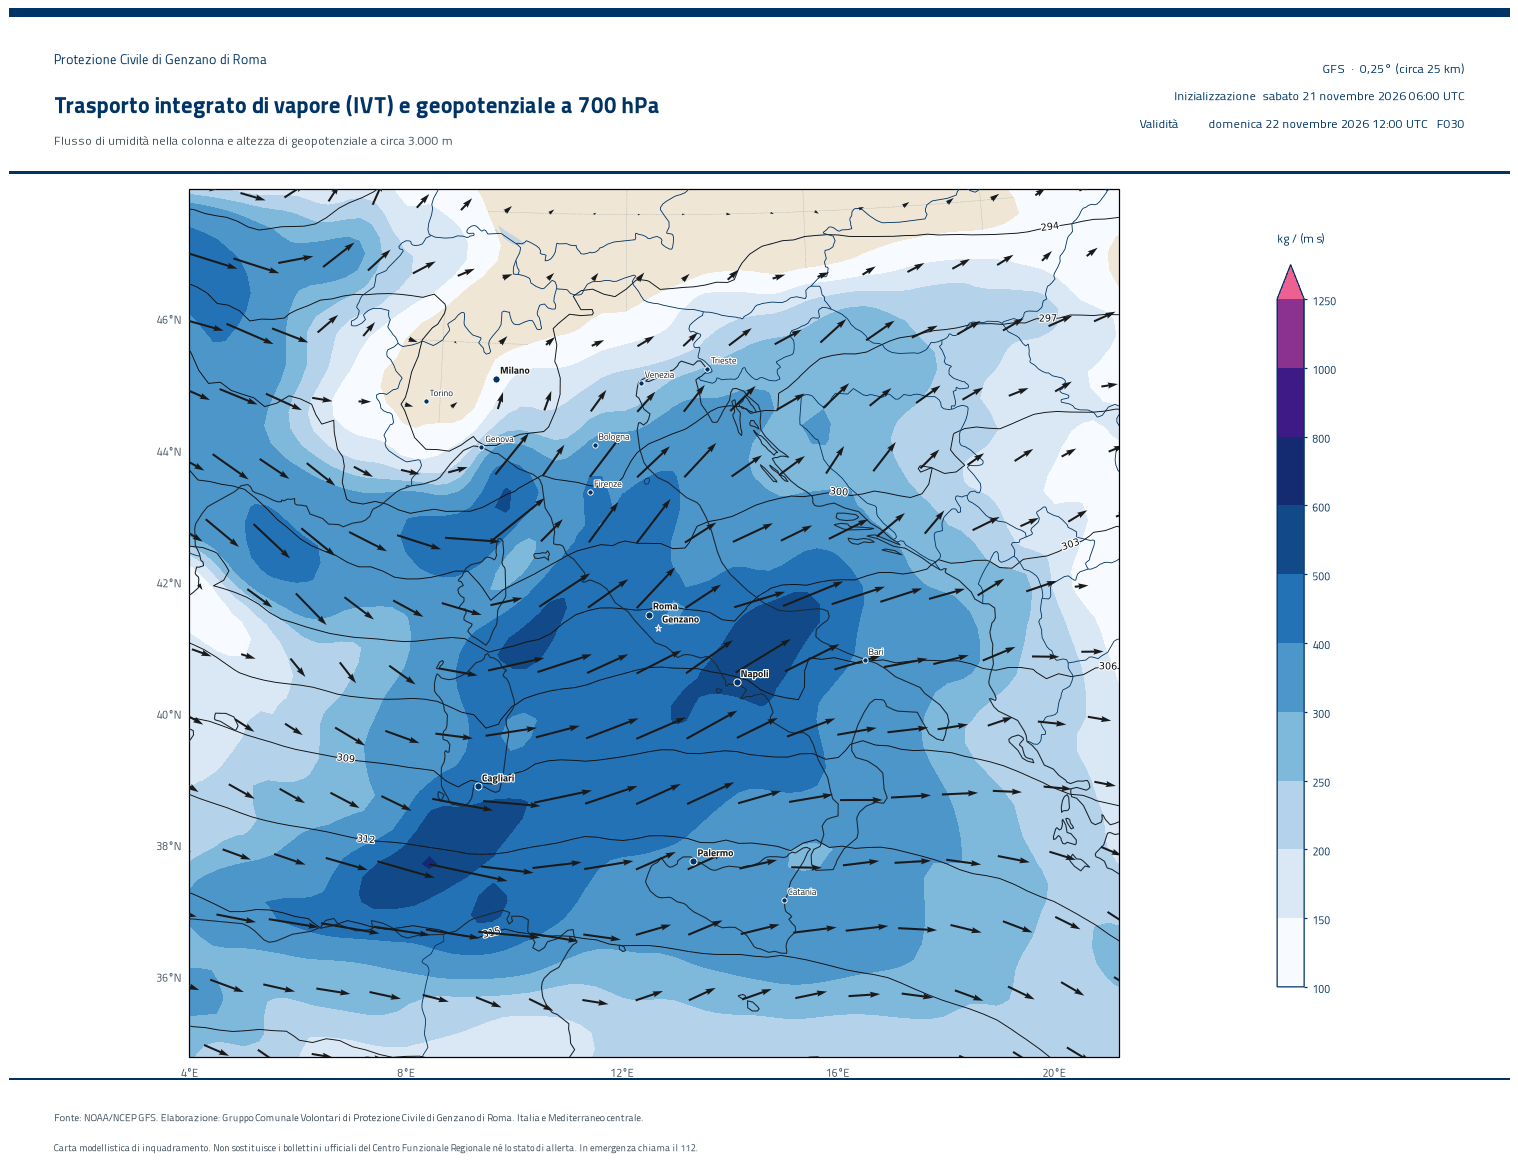 Protezione Civile di Genzano di Roma
Trasporto integrato di vapore (IVT) e geopotenziale a 700 hPa
Flusso di umidità nella colonna e altezza di geopotenziale a circa 3.000 m
GFS · 0,25° (circa 25 km)
Inizializzazione sabato 21 novembre 2026 06:00 UTC
Validità domenica 22 novembre 2026 12:00 UTC F030
kg / (m s)
1250
1000
800
600
500
400
300
250
200
150
100
46°N
44°N
42°N
40°N
38°N
36°N
4°E
8°E
12°E
16°E
20°E
294
297
300
303
306
309
312
315
Milano
Torino
Venezia
Trieste
Genova
Bologna
Firenze
Roma
Genzano
Napoli
Bari
Cagliari
Palermo
Catania
Fonte: NOAA/NCEP GFS. Elaborazione: Gruppo Comunale Volontari di Protezione Civile di Genzano di Roma. Italia e Mediterraneo centrale.
Carta modellistica di inquadramento. Non sostituisce i bollettini ufficiali del Centro Funzionale Regionale né lo stato di allerta. In emergenza chiama il 112.